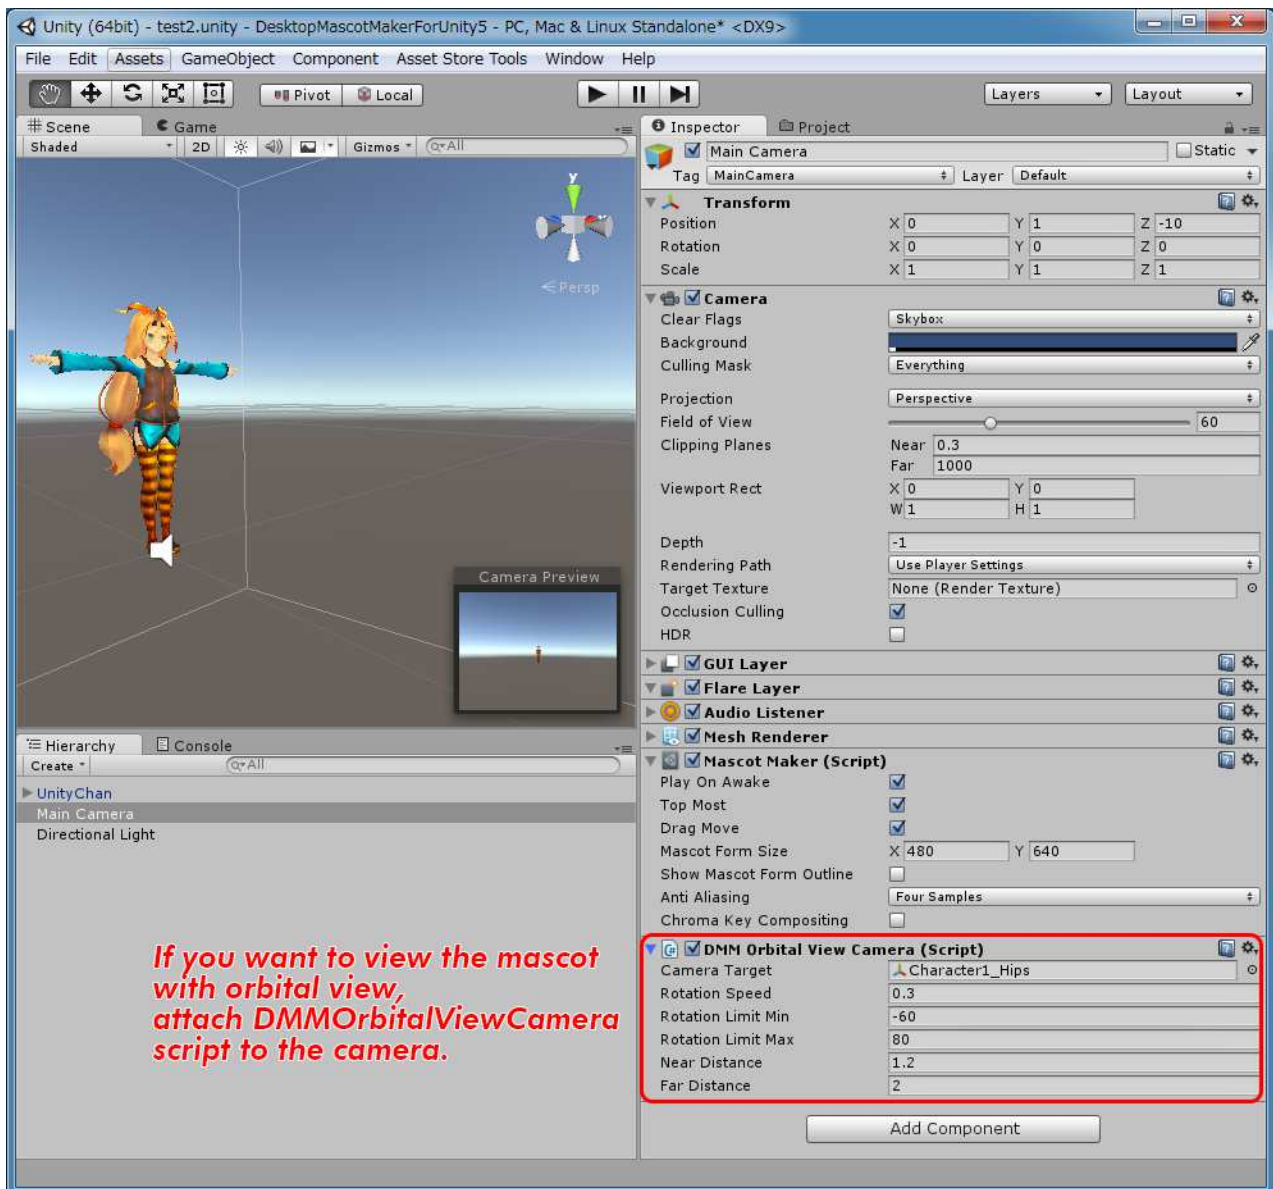 Unity (64bit) - test2.unity - DesktopMascotMakerForUnity5 - PC, Mac & Linux Standalone* <DX9>
File Edit Assets GameObject Component Asset Store Tools Window Help
Pivot Local Layers Layout
Scene Game
Shaded 2D Gizmos All
y
Persp
Camera Preview
Hierarchy Console
Create All
UnityChan
Main Camera
Directional Light
If you want to view the mascot
with orbital view,
attach DMMOrbitalViewCamera
script to the camera.
Inspector Project
Main Camera Static
Tag MainCamera Layer Default
Transform
Position X 0 Y 1 Z -10
Rotation X 0 Y 0 Z 0
Scale X 1 Y 1 Z 1
Camera
Clear Flags Skybox
Background
Culling Mask Everything
Projection Perspective
Field of View 60
Clipping Planes Near 0.3
Far 1000
Viewport Rect X 0 Y 0
W 1 H 1
Depth -1
Rendering Path Use Player Settings
Target Texture None (Render Texture)
Occlusion Culling
HDR
GUI Layer
Flare Layer
Audio Listener
Mesh Renderer
Mascot Maker (Script)
Play On Awake
Top Most
Drag Move
Mascot Form Size X 480 Y 640
Show Mascot Form Outline
Anti Aliasing Four Samples
Chroma Key Compositing
DMM Orbital View Camera (Script)
Camera Target Character1_Hips
Rotation Speed 0.3
Rotation Limit Min -60
Rotation Limit Max 80
Near Distance 1.2
Far Distance 2
Add Component